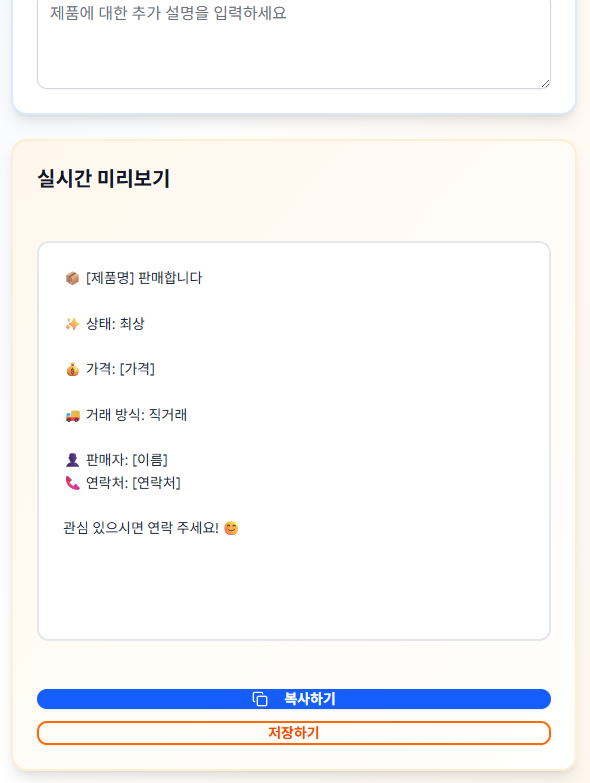 제품에 대한 추가 설명을 입력하세요
실시간 미리보기
📦 [제품명] 판매합니다
✨ 상태: 최상
💰 가격: [가격]
🚚 거래 방식: 직거래
👤 판매자: [이름]
📞 연락처: [연락처]
관심 있으시면 연락 주세요! 😊
복사하기
저장하기